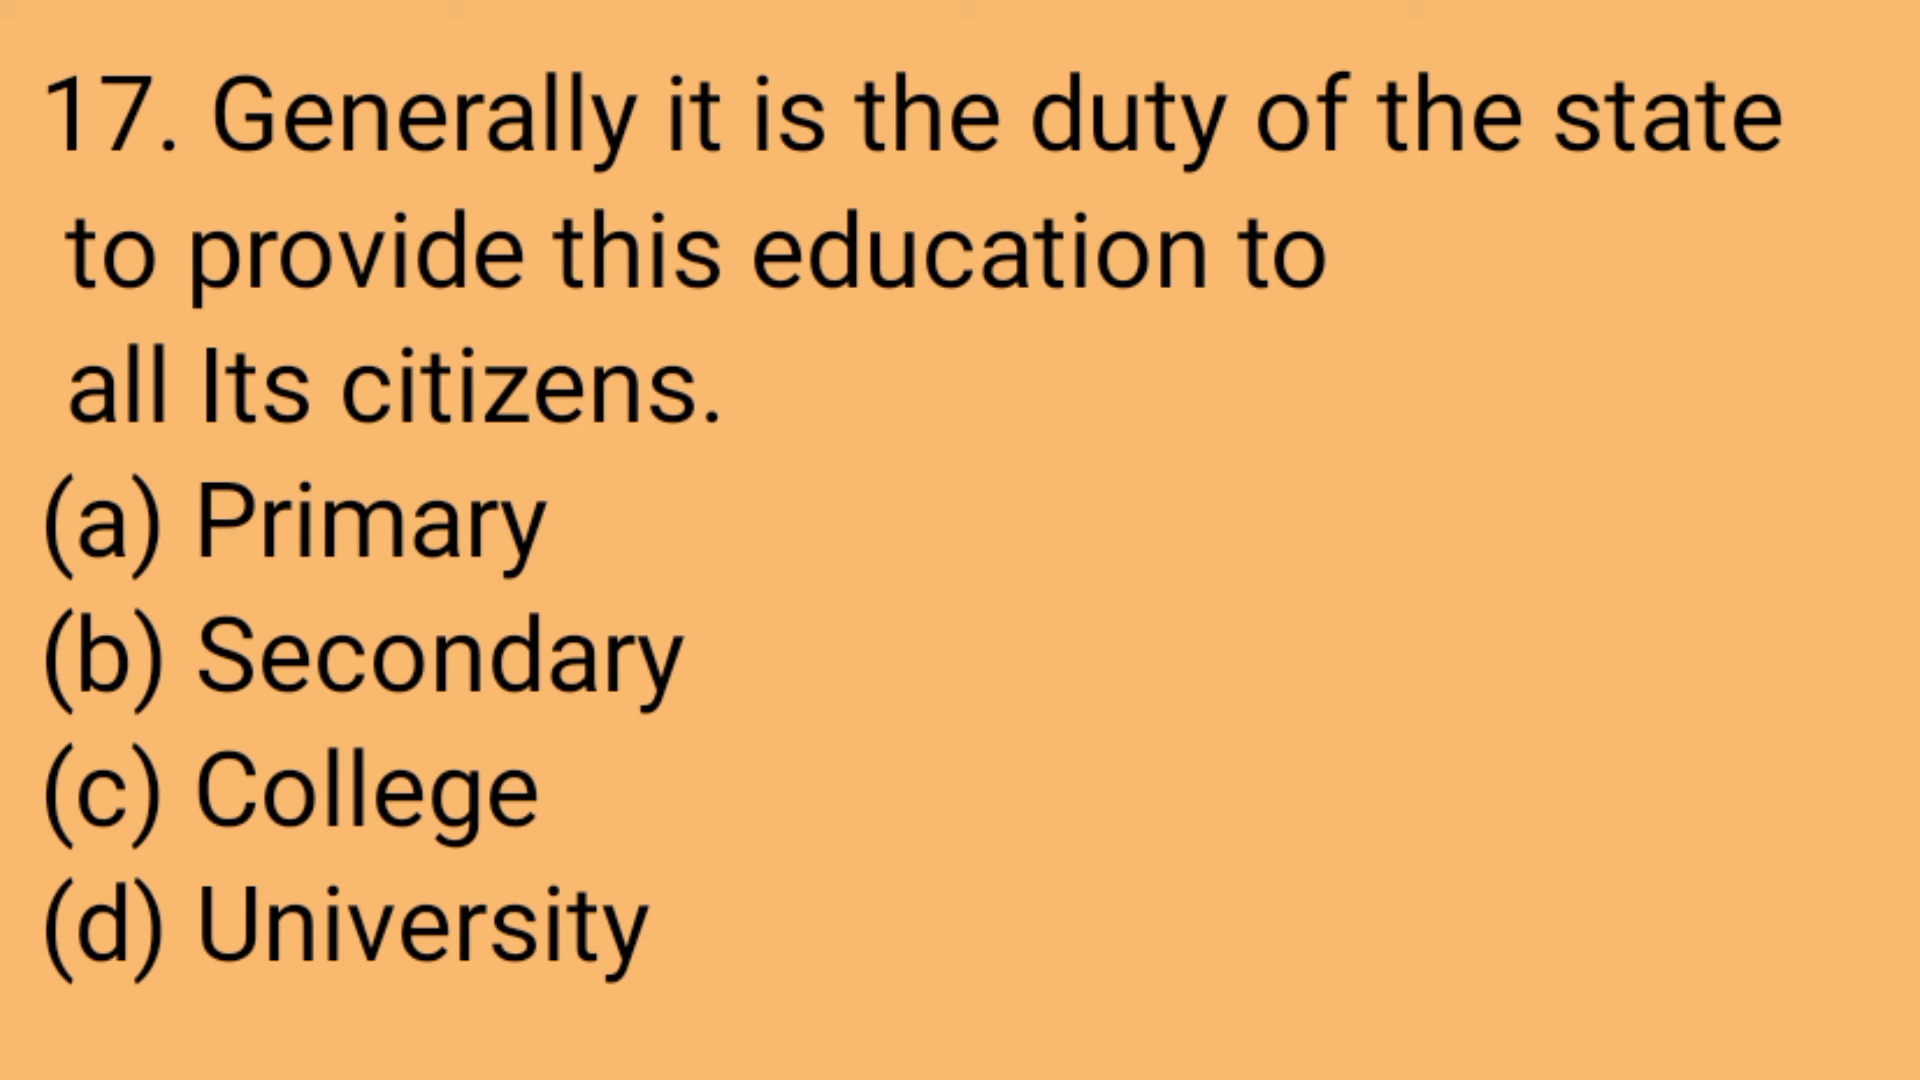 17. Generally it is the duty of the state
to provide this education to
all Its citizens.
(a) Primary
(b) Secondary
(c) College
(d) University